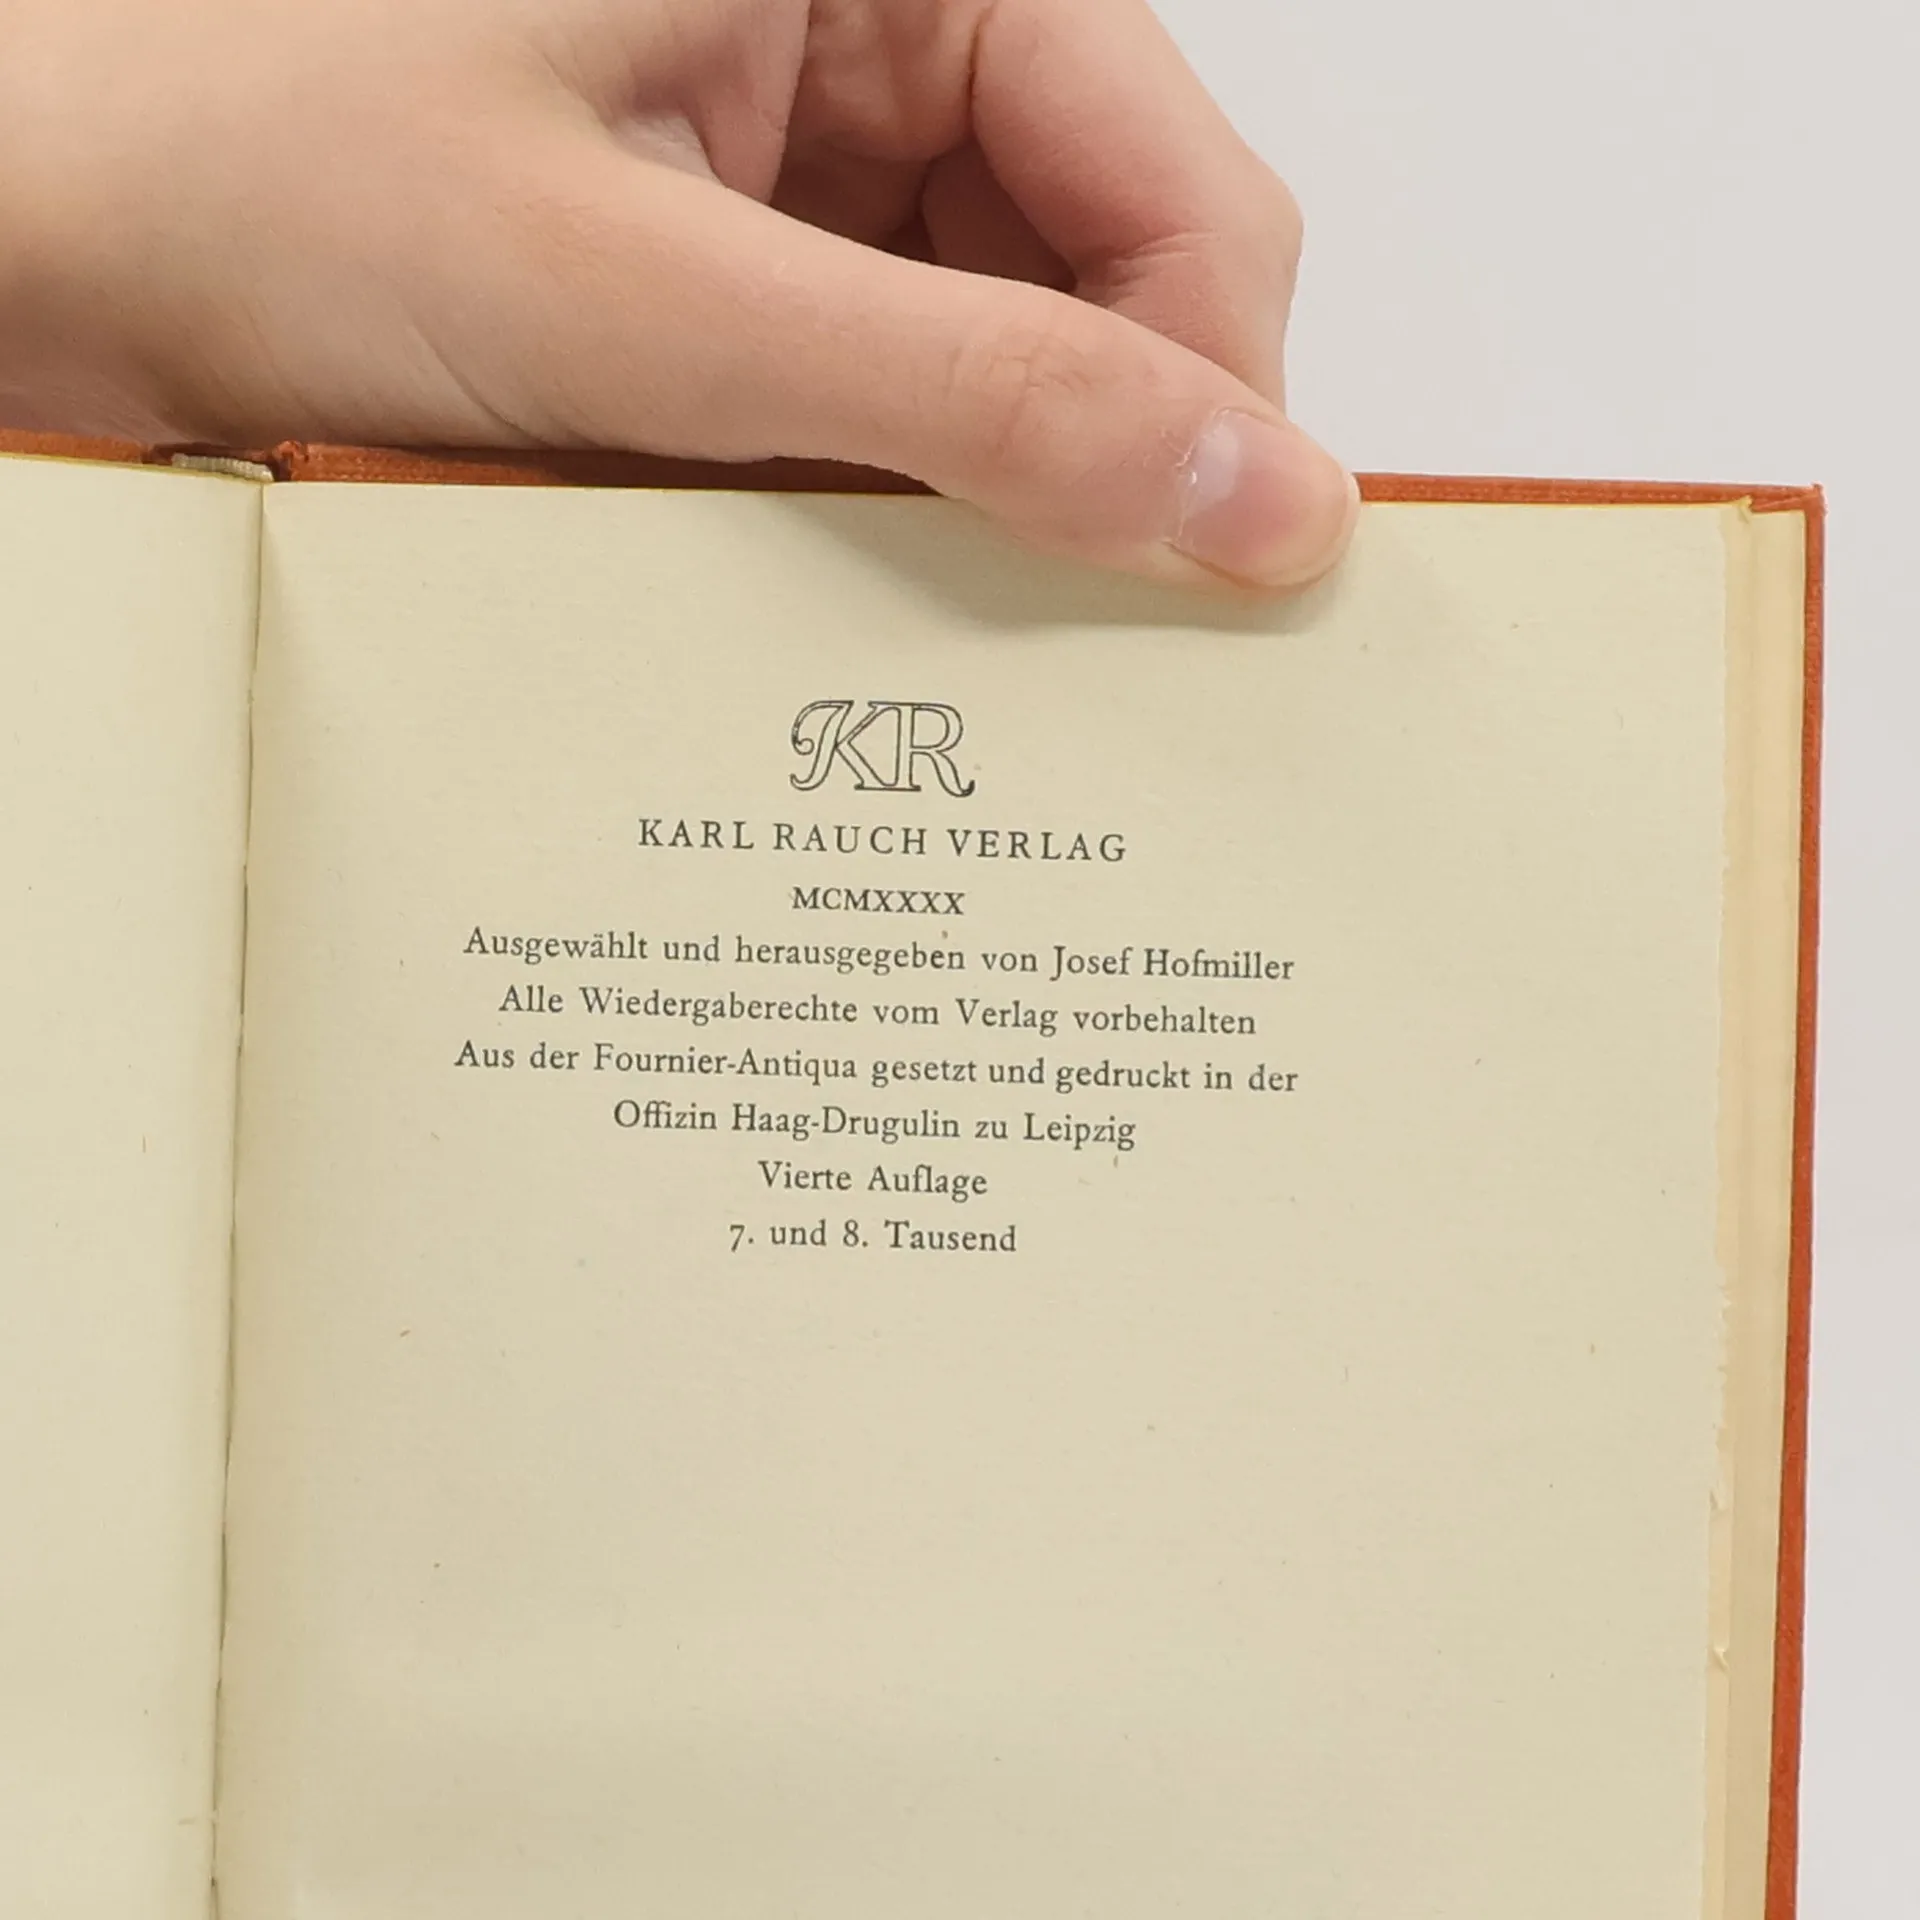 KR
KARL RAUCH VERLAG
MCMXXXX
Ausgewählt und herausgegeben von Josef Hofmiller
Alle Wiedergaberechte vom Verlag vorbehalten
Aus der Fournier-Antiqua gesetzt und gedruckt in der
Offizin Haag-Drugulin zu Leipzig
Vierte Auflage
7. und 8. Tausend